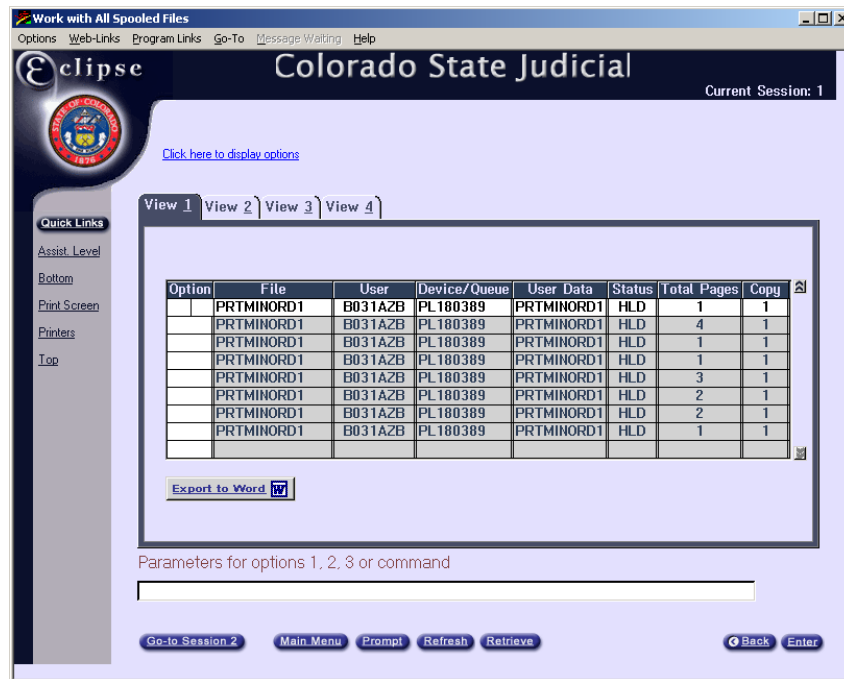 Work with All Spooled Files
Options Web-Links Program Links Go-To Message Waiting Help
Eclipse
Colorado State Judicial
Current Session: 1
STATE OF COLORADO
1876
Click here to display options
View 1 View 2 View 3 View 4
Quick Links
Assist. Level
Bottom
Print Screen
Printers
Top
Option File User Device/Queue User Data Status Total Pages Copy
PRTMINORD1 B031AZB PL180389 PRTMINORD1 HLD 1 1
PRTMINORD1 B031AZB PL180389 PRTMINORD1 HLD 4 1
PRTMINORD1 B031AZB PL180389 PRTMINORD1 HLD 1 1
PRTMINORD1 B031AZB PL180389 PRTMINORD1 HLD 1 1
PRTMINORD1 B031AZB PL180389 PRTMINORD1 HLD 3 1
PRTMINORD1 B031AZB PL180389 PRTMINORD1 HLD 2 1
PRTMINORD1 B031AZB PL180389 PRTMINORD1 HLD 2 1
PRTMINORD1 B031AZB PL180389 PRTMINORD1 HLD 1 1
Export to Word W
Parameters for options 1, 2, 3 or command
Go-to Session 2 Main Menu Prompt Refresh Retrieve Back Enter